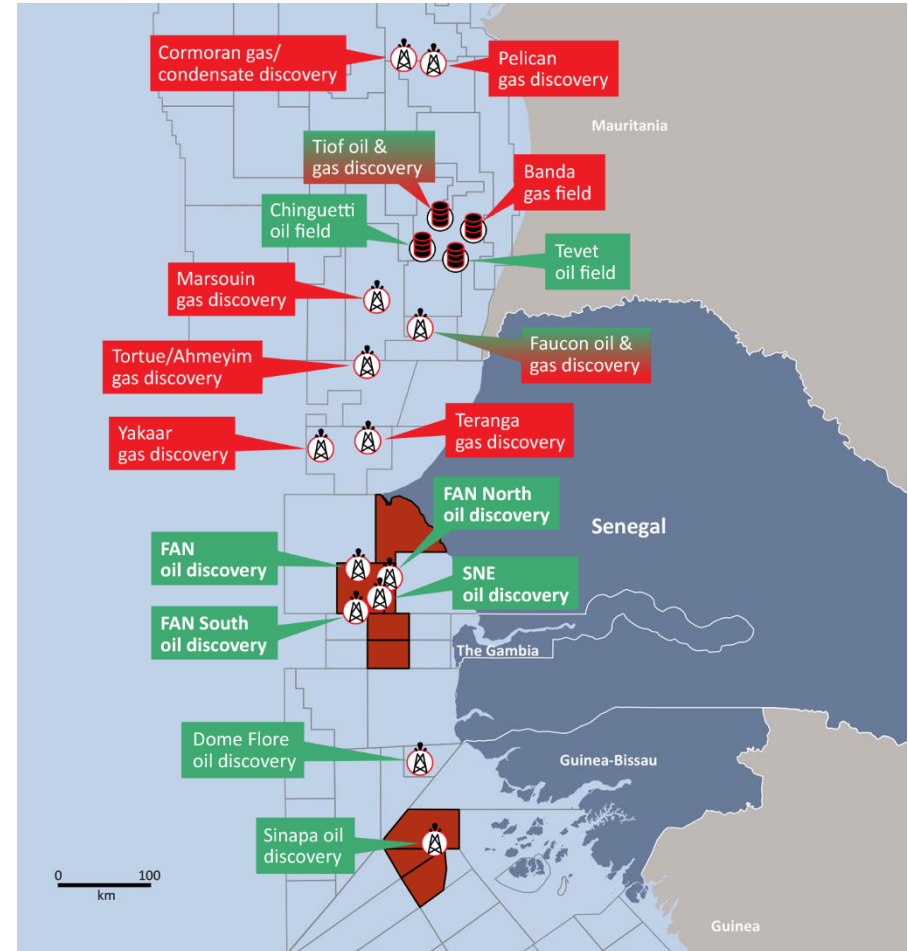 Cormoran gas/
condensate discovery
Pelican
gas discovery
Mauritania
Tiof oil &
gas discovery
Banda
gas field
Chinguetti
oil field
Tevet
oil field
Marsouin
gas discovery
Faucon oil &
gas discovery
Tortue/Ahmeyim
gas discovery
Teranga
gas discovery
Yakaar
gas discovery
FAN North
oil discovery
Senegal
FAN
oil discovery
SNE
oil discovery
FAN South
oil discovery
The Gambia
Dome Flore
oil discovery
Guinea-Bissau
Sinapa oil
discovery
0 100
km
Guinea